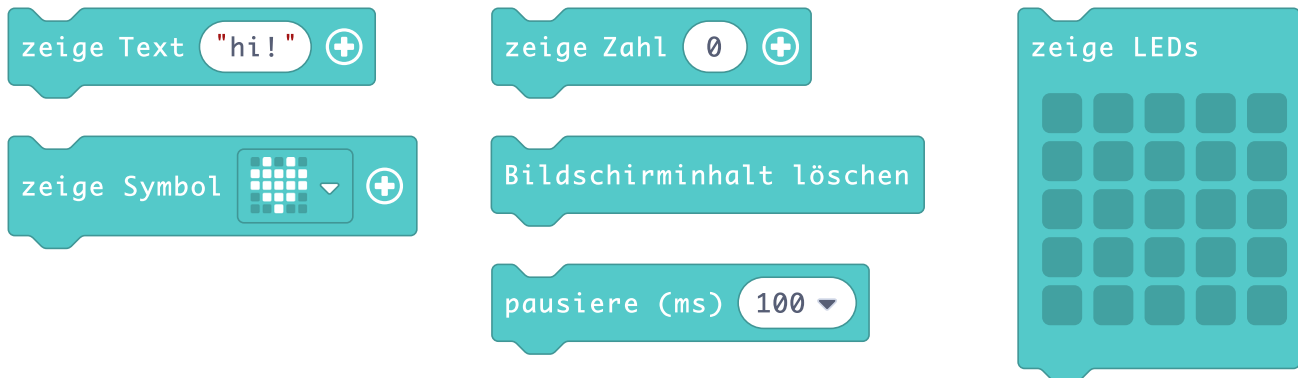 zeige Text "hi!"
zeige Zahl 0
zeige LEDs
zeige Symbol
Bildschirminhalt löschen
pausiere (ms) 100